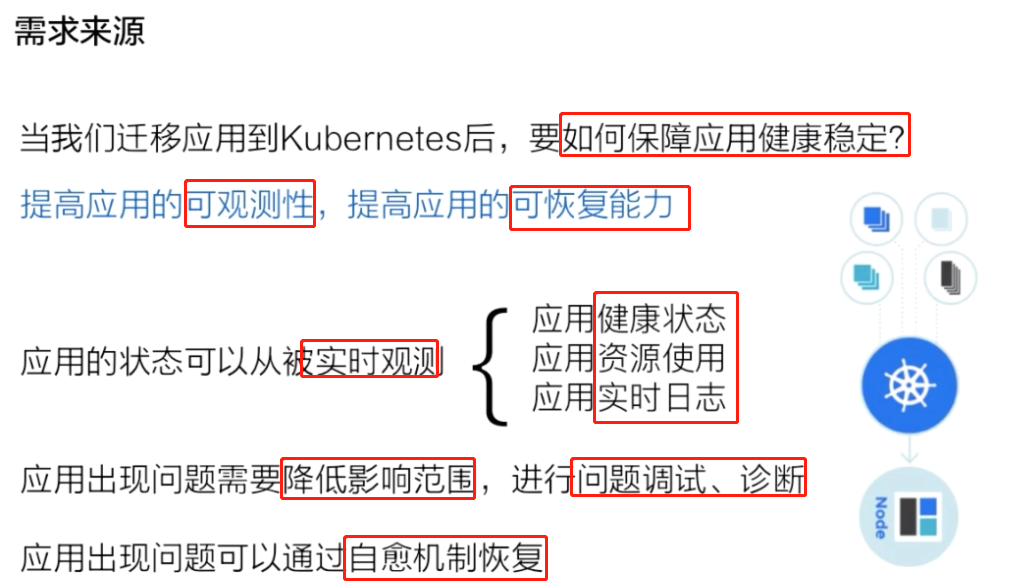 需求来源
当我们迁移应用到Kubernetes后，要如何保障应用健康稳定?
提高应用的可观测性，提高应用的可恢复能力
应用的状态可以从被实时观测
应用健康状态
应用资源使用
应用实时日志
应用出现问题需要降低影响范围，进行问题调试、诊断
应用出现问题可以通过自愈机制恢复
Node